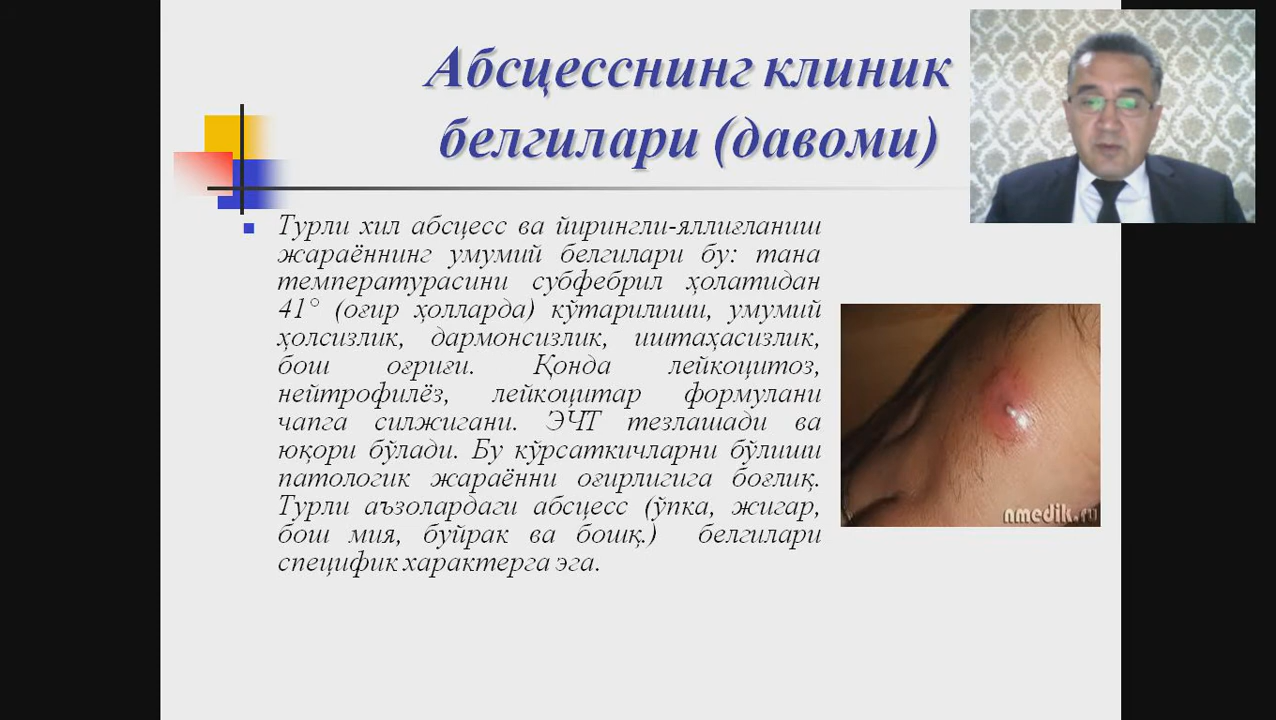 Абсцесснинг клиник
белгилари (давоми)
Турли хил абсцесс ва йирингли-яллиғланиш
жараённинг умумий белгилари бу: тана
температурасини субфебрил ҳолатидан
41° (оғир ҳолларда) кўтарилиши, умумий
ҳолсизлик, дармонсизлик, иштаҳасизлик,
бош оғриғи. Қонда лейкоцитоз,
нейтрофилёз, лейкоцитар формулани
чапга силжигани. ЭЧТ тезлашади ва
юқори бўлади. Бу кўрсаткичларни бўлиши
патологик жараённи оғирлигига боғлиқ.
Турли аъзолардаги абсцесс (ўпка, жигар,
бош мия, буйрак ва бошқ.) белгилари
специфик характерга эга.
nmedik.ru